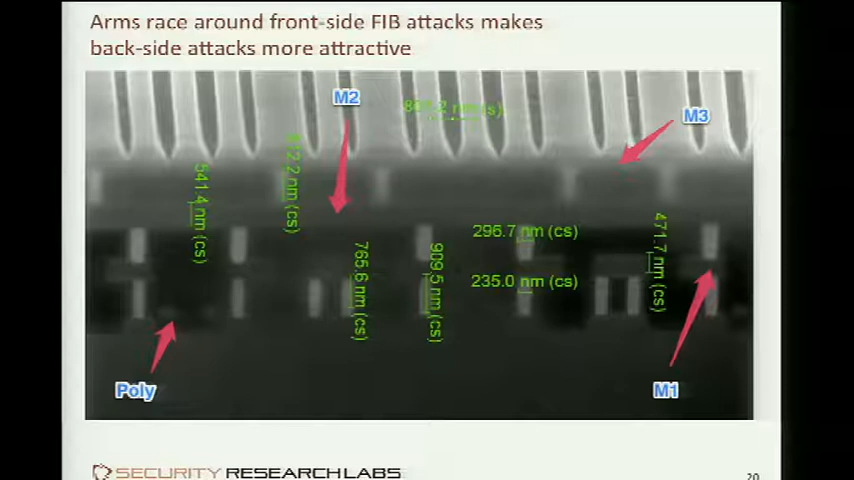 Arms race around front-side FIB attacks makes
back-side attacks more attractive
M2
M3
541.4 nm (cs)
765.6 nm (cs)
909.5 nm (cs)
296.7 nm (cs)
235.0 nm (cs)
471.7 nm (cs)
Poly
M1
SECURITY RESEARCH LABS
20